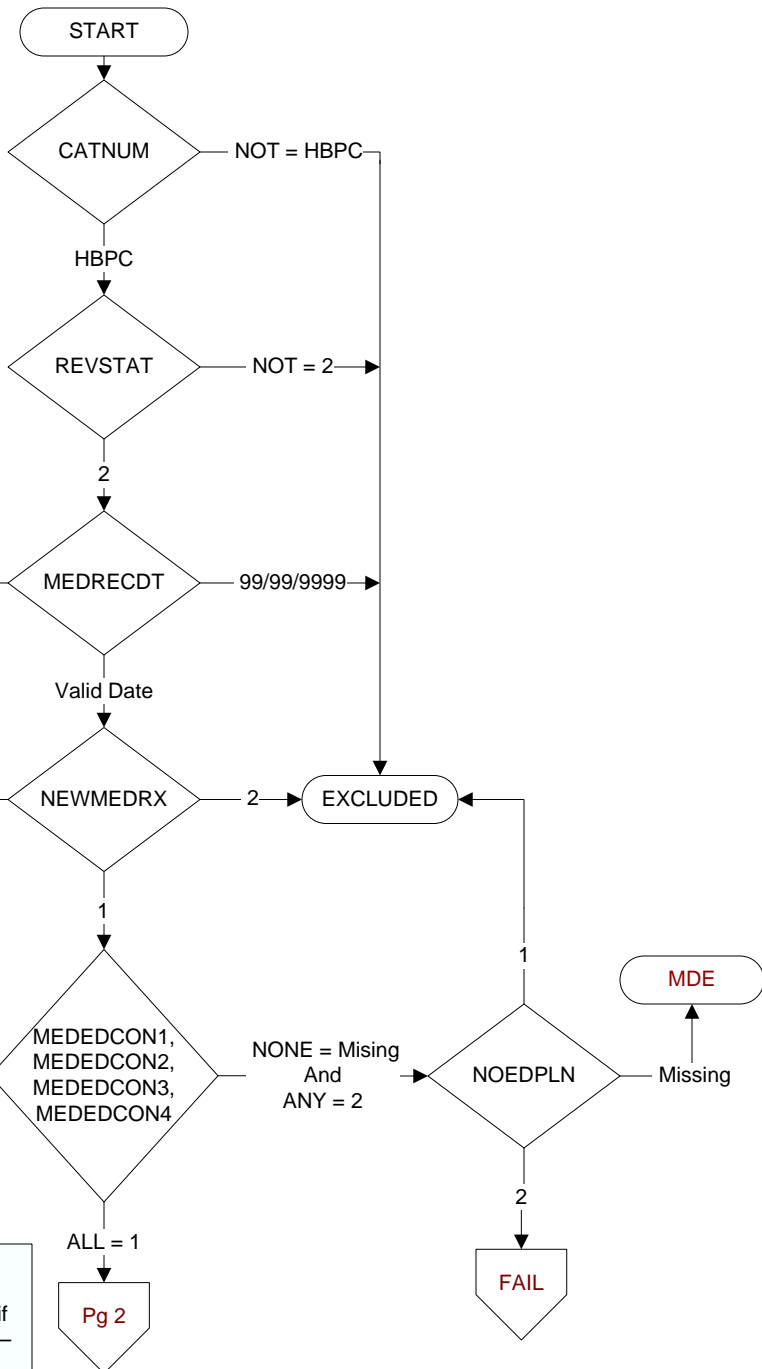 START
CATNUM
NOT = HBPC
HBPC
REVSTAT
NOT = 2
2
MEDRECDT
99/99/9999
Valid Date
NEWMEDRX
2
EXCLUDED
1
1
MDE
MEDEDCON1,
MEDEDCON2,
MEDEDCON3,
MEDEDCON4
NONE = Mising
And
ANY = 2
NOEDPLN
Missing
2
ALL = 1
FAIL
if
Pg 2